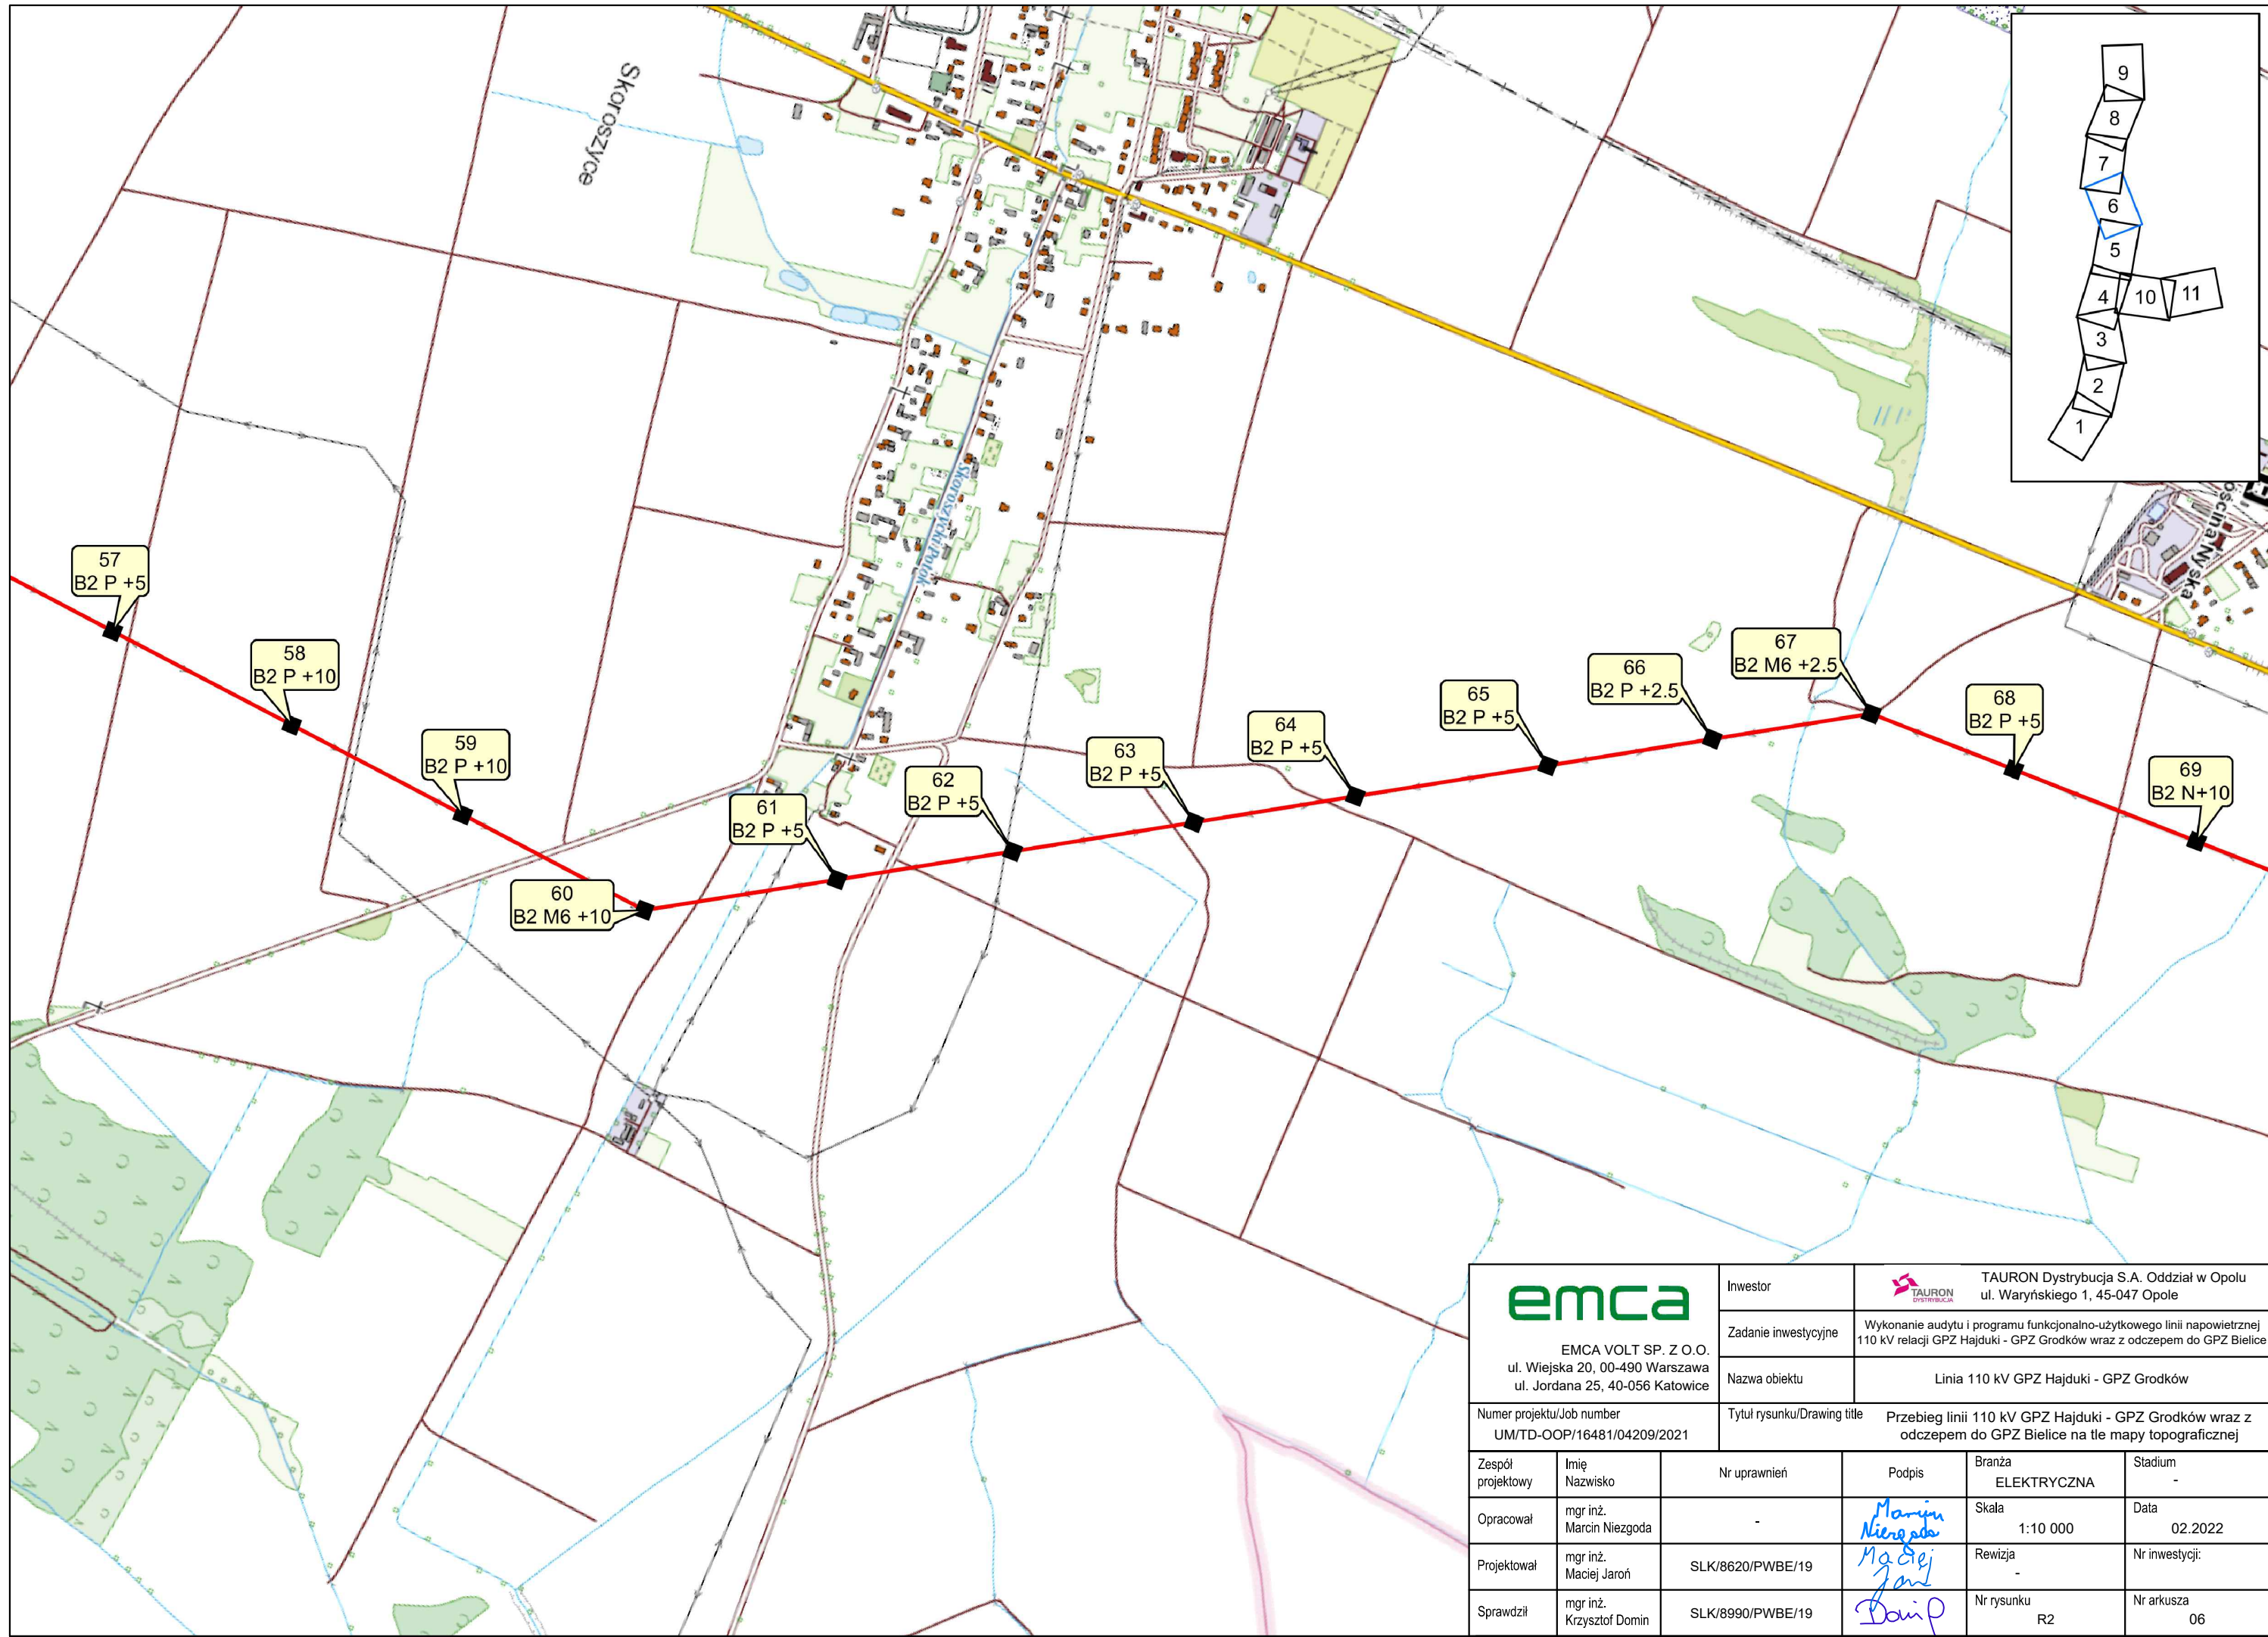 Skoroszyce
9
8
7
6
5
4
10
11
3
2
1
Skoroszycki Potok
57
B2 P +5
58
B2 P +10
59
B2 P +10
60
B2 M6 +10
61
B2 P +5
62
B2 P +5
63
B2 P +5
64
B2 P +5
65
B2 P +5
66
B2 P +2.5
67
B2 M6 +2.5
68
B2 P +5
69
B2 N+10
Nyska
emca
EMCA VOLT SP. Z O.O.
ul. Wiejska 20, 00-490 Warszawa
ul. Jordana 25, 40-056 Katowice
Inwestor
TAURON
DYSTRYBUCJA
TAURON Dystrybucja S.A. Oddział w Opolu
ul. Waryńskiego 1, 45-047 Opole
Zadanie inwestycyjne
Wykonanie audytu i programu funkcjonalno-użytkowego linii napowietrznej
110 kV relacji GPZ Hajduki - GPZ Grodków wraz z odczepem do GPZ Bielice
Nazwa obiektu
Linia 110 kV GPZ Hajduki - GPZ Grodków
Numer projektu/Job number
UM/TD-OOP/16481/04209/2021
Tytuł rysunku/Drawing title
Przebieg linii 110 kV GPZ Hajduki - GPZ Grodków wraz z
odczepem do GPZ Bielice na tle mapy topograficznej
Zespół
projektowy
Imię
Nazwisko
Nr uprawnień
Podpis
Branża
ELEKTRYCZNA
Stadium
-
Opracował
mgr inż.
Marcin Niezgoda
-
Marcin
Niezgoda
Skala
1:10 000
Data
02.2022
Projektował
mgr inż.
Maciej Jaroń
SLK/8620/PWBE/19
Maciej
Rewizja
-
Nr inwestycji:
Sprawdził
mgr inż.
Krzysztof Domin
SLK/8990/PWBE/19
Nr rysunku
R2
Nr arkusza
06